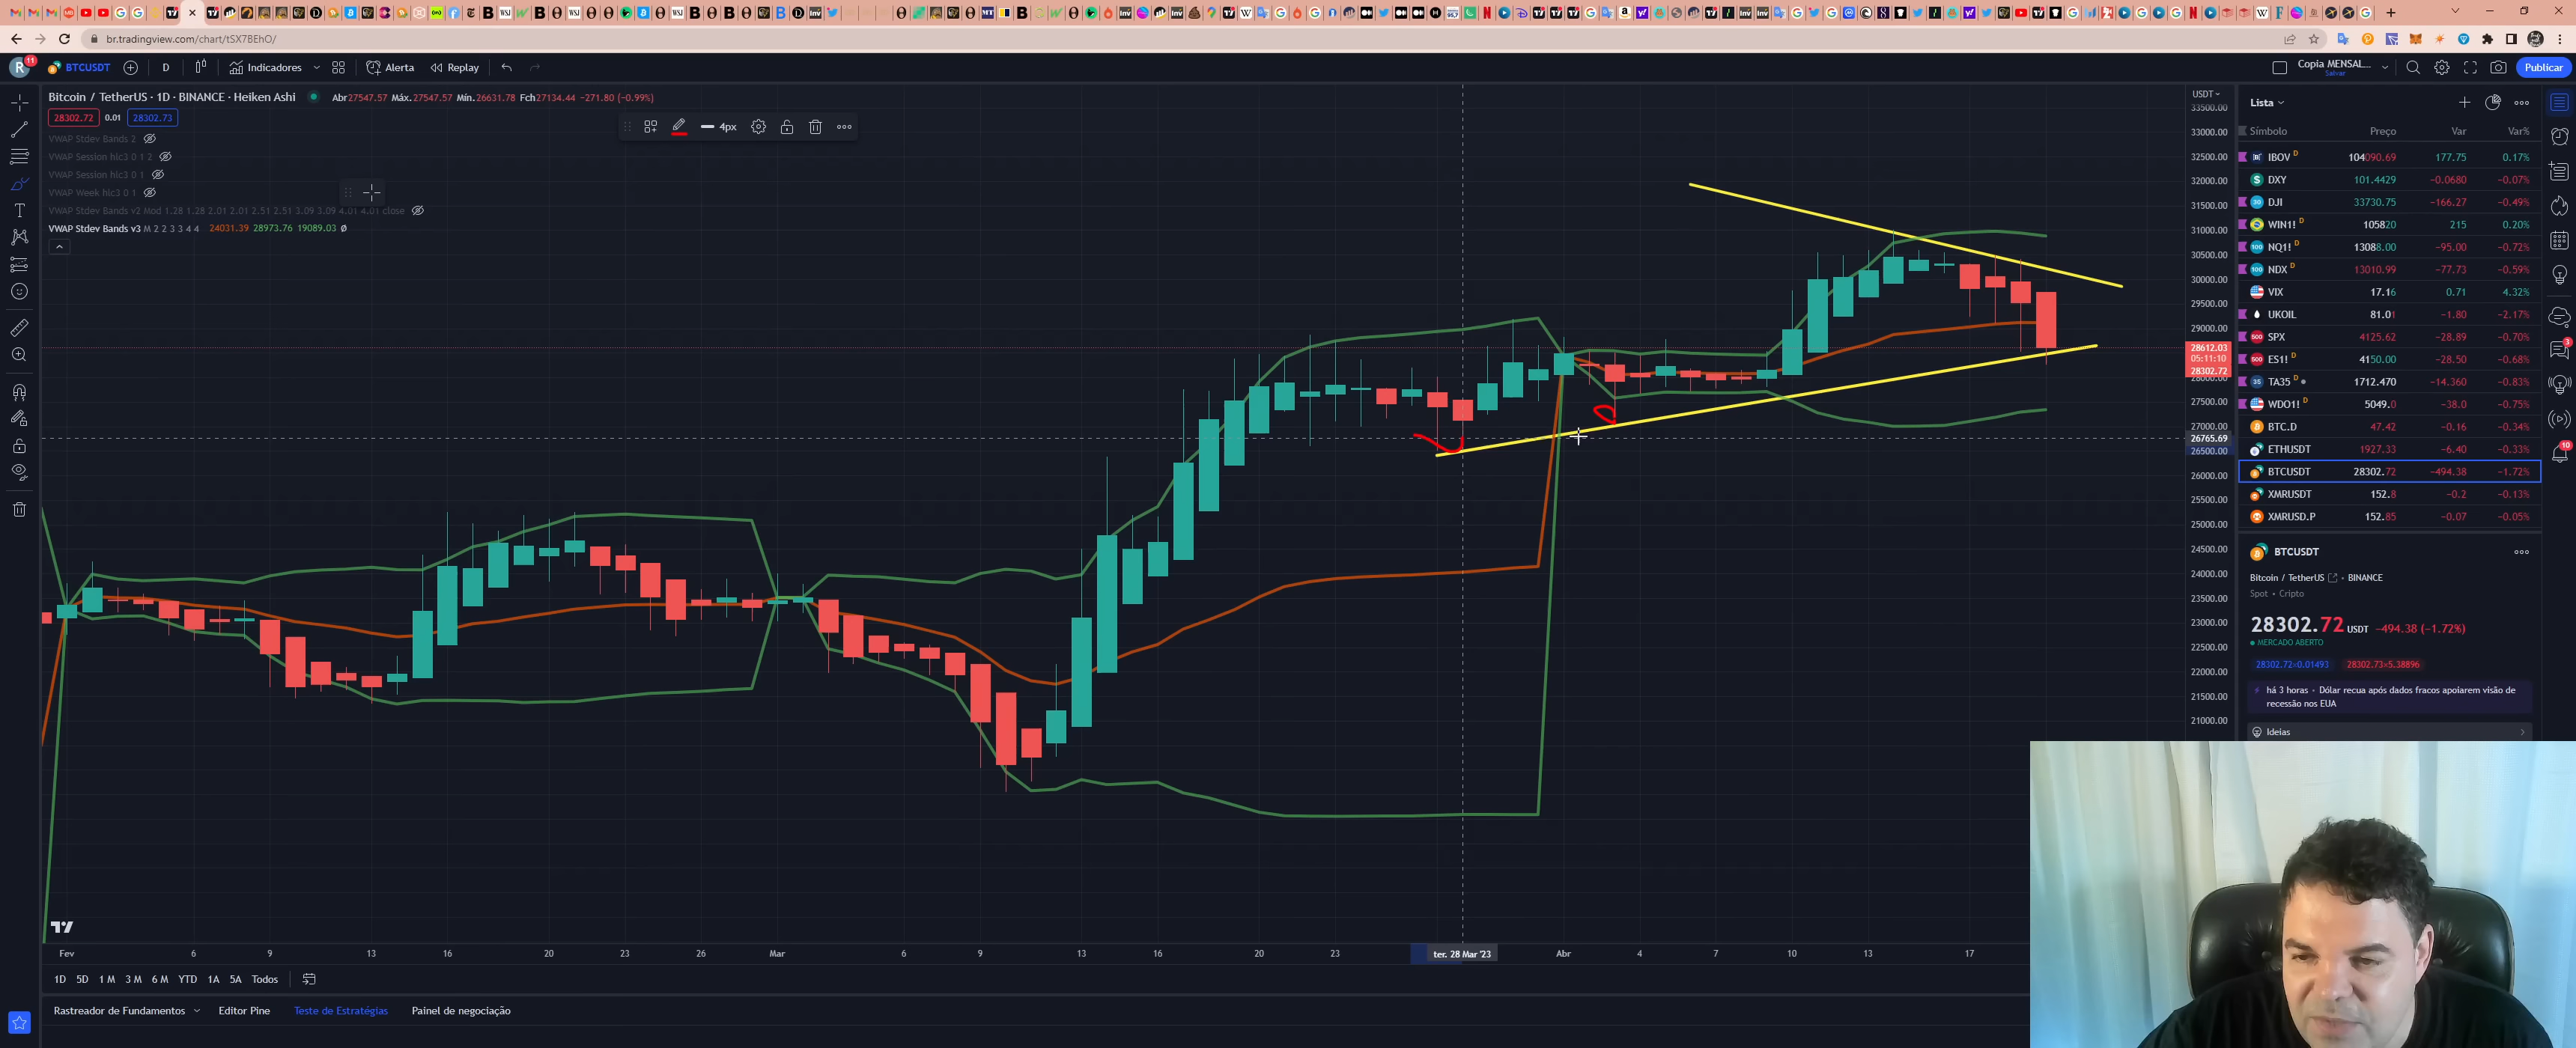 br.tradingview.com/chart/tSX7BEhO/
R 11 BTCUSDT D Indicadores Alerta Replay Copia MENSAL... Salvar Publicar
Bitcoin / TetherUS · 1D · BINANCE · Heiken Ashi Abr27547.57 Máx.27547.57 Mín.26631.78 Fch27134.44 −271.80 (−0.99%)
28302.72 0.01 28302.73
4px
VWAP Stdev Bands 2
VWAP Session hlc3 0 1 2
VWAP Session hlc3 0 1
VWAP Week hlc3 0 1
VWAP Stdev Bands v2 Mod 1.28 1.28 2.01 2.01 2.51 2.51 3.09 3.09 4.01 4.01 close
VWAP Stdev Bands v3 M 2 2 3 3 4 4 24031.39 28973.76 19089.03 ø
USDT
33500.00
33000.00
32500.00
32000.00
31500.00
31000.00
30500.00
30000.00
29500.00
29000.00
28612.03
05:11:10
28302.72
28000.00
27500.00
27000.00
26765.69
26500.00
26000.00
25500.00
25000.00
24500.00
24000.00
23500.00
23000.00
22500.00
22000.00
21500.00
21000.00
Fev 6 9 13 16 20 23 26 Mar 6 9 13 16 20 23 ter. 28 Mar '23 Abr 4 7 10 13 17
1D 5D 1 M 3 M 6 M YTD 1A 5A Todos
Rastreador de Fundamentos Editor Pine Teste de Estratégias Painel de negociação
Lista
Símbolo Preço Var Var%
IBOV D 104090.69 177.75 0.17%
DXY 101.4429 −0.0680 −0.07%
DJI 33730.75 −166.27 −0.49%
WIN1! D 105820 215 0.20%
NQ1! D 13088.00 −95.00 −0.72%
NDX D 13010.99 −77.73 −0.59%
VIX 17.16 0.71 4.32%
UKOIL 81.01 −1.80 −2.17%
SPX 4125.62 −28.89 −0.70%
ES1! D 4150.00 −28.50 −0.68%
TA35 D 1712.470 −14.360 −0.83%
WDO1! D 5049.0 −38.0 −0.75%
BTC.D 47.42 −0.16 −0.34%
ETHUSDT 1927.33 −6.40 −0.33%
BTCUSDT 28302.72 −494.38 −1.72%
XMRUSDT 152.8 −0.2 −0.13%
XMRUSD.P 152.85 −0.07 −0.05%
BTCUSDT
Bitcoin / TetherUS • BINANCE
Spot • Cripto
28302.72 USDT −494.38 (−1.72%)
MERCADO ABERTO
28302.72×0.01493 28302.73×5.38896
há 3 horas • Dólar recua após dados fracos apoiarem visão de
recessão nos EUA
Ideias
3
10